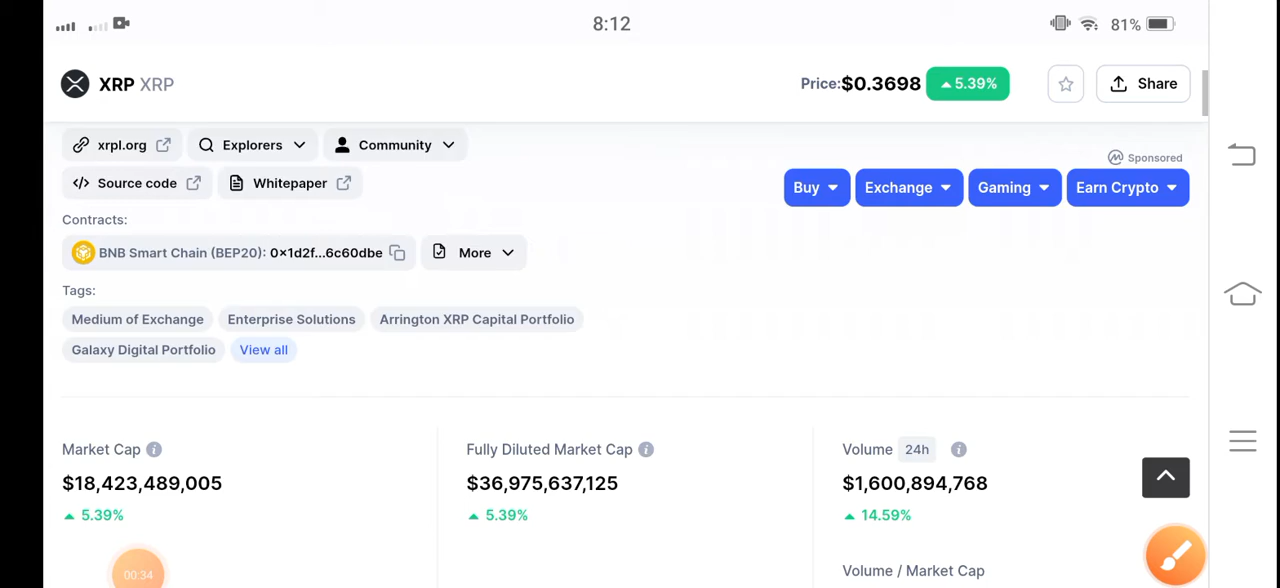 8:12
81%
XRP XRP
Price:$0.3698
5.39%
Share
xrpl.org
Explorers
Community
Sponsored
Source code
Whitepaper
Buy
Exchange
Gaming
Earn Crypto
Contracts:
BNB Smart Chain (BEP20): 0x1d2f...6c60dbe
More
Tags:
Medium of Exchange
Enterprise Solutions
Arrington XRP Capital Portfolio
Galaxy Digital Portfolio
View all
Market Cap
$18,423,489,005
5.39%
Fully Diluted Market Cap
$36,975,637,125
5.39%
Volume 24h
$1,600,894,768
14.59%
Volume / Market Cap
00:34